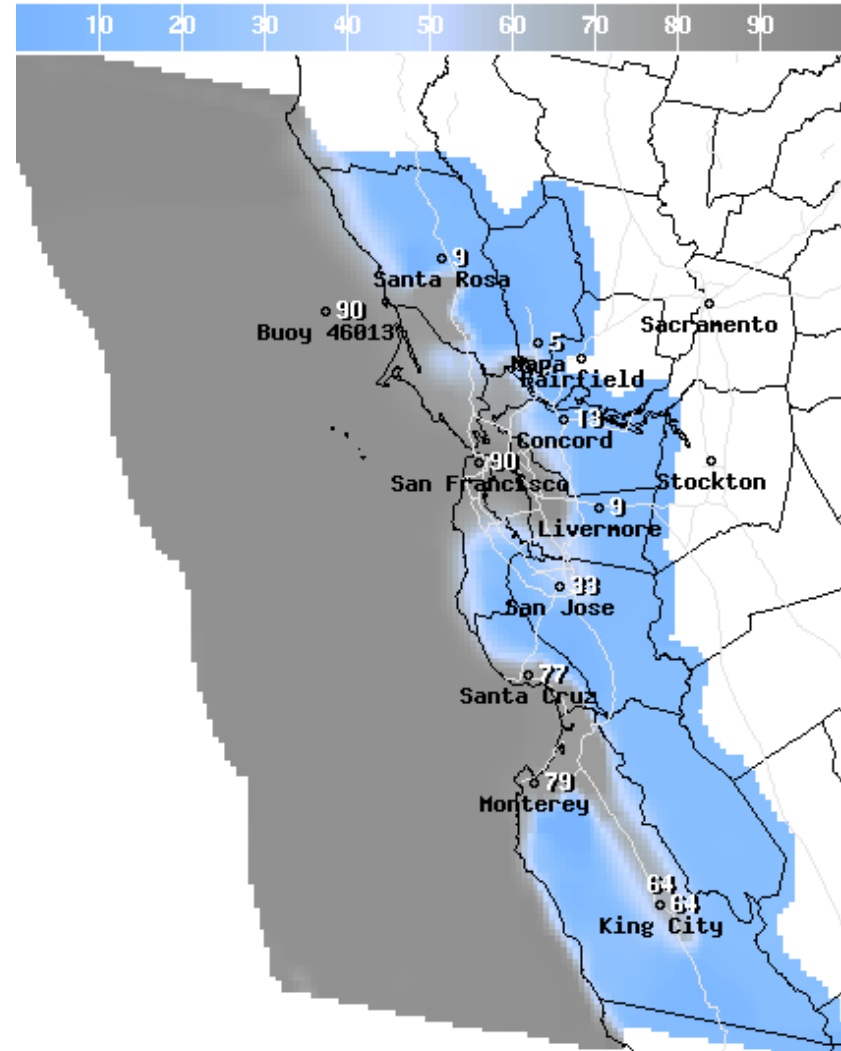 10 20 30 40 50 60 70 80 90
9
Santa Rosa
90
Buoy 46013
Sacramento
5
Napa
Fairfield
13
Concord
90
San Francisco
Stockton
9
Livermore
33
San Jose
77
Santa Cruz
79
Monterey
64
64
King City